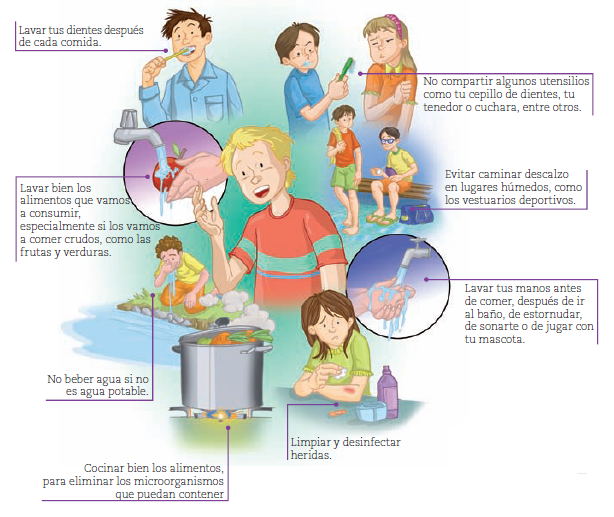 Lavar tus dientes después
de cada comida.
No compartir algunos utensilios
como tu cepillo de dientes, tu
tenedor o cuchara, entre otros.
Lavar bien los
alimentos que vamos
a consumir,
especialmente si los vamos
a comer crudos, como las
frutas y verduras.
Evitar caminar descalzo
en lugares húmedos, como
los vestuarios deportivos.
Lavar tus manos antes
de comer, después de ir
al baño, de estornudar,
de sonarte o de jugar con
tu mascota.
No beber agua si no
es agua potable.
Limpiar y desinfectar
heridas.
Cocinar bien los alimentos,
para eliminar los microorganismos
que puedan contener